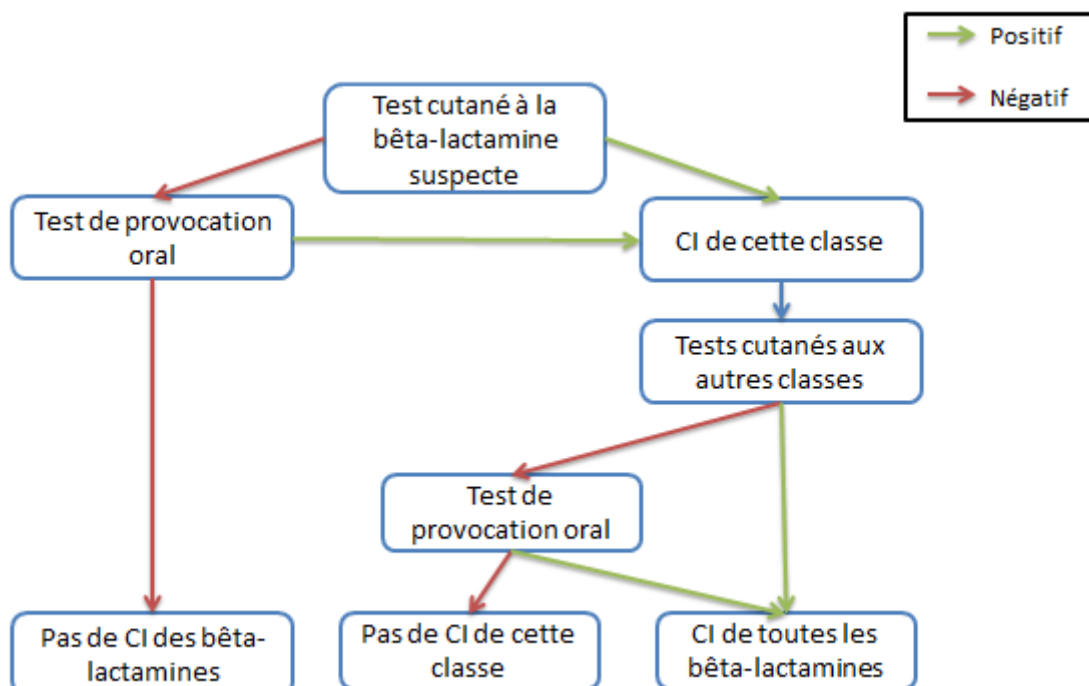 Positif
Négatif
Test cutané à la
bêta-lactamine
suspecte
Test de provocation
oral
CI de cette classe
Tests cutanés aux
autres classes
Test de
provocation oral
Pas de CI des bêta-
lactamines
Pas de CI de cette
classe
CI de toutes les
bêta-lactamines